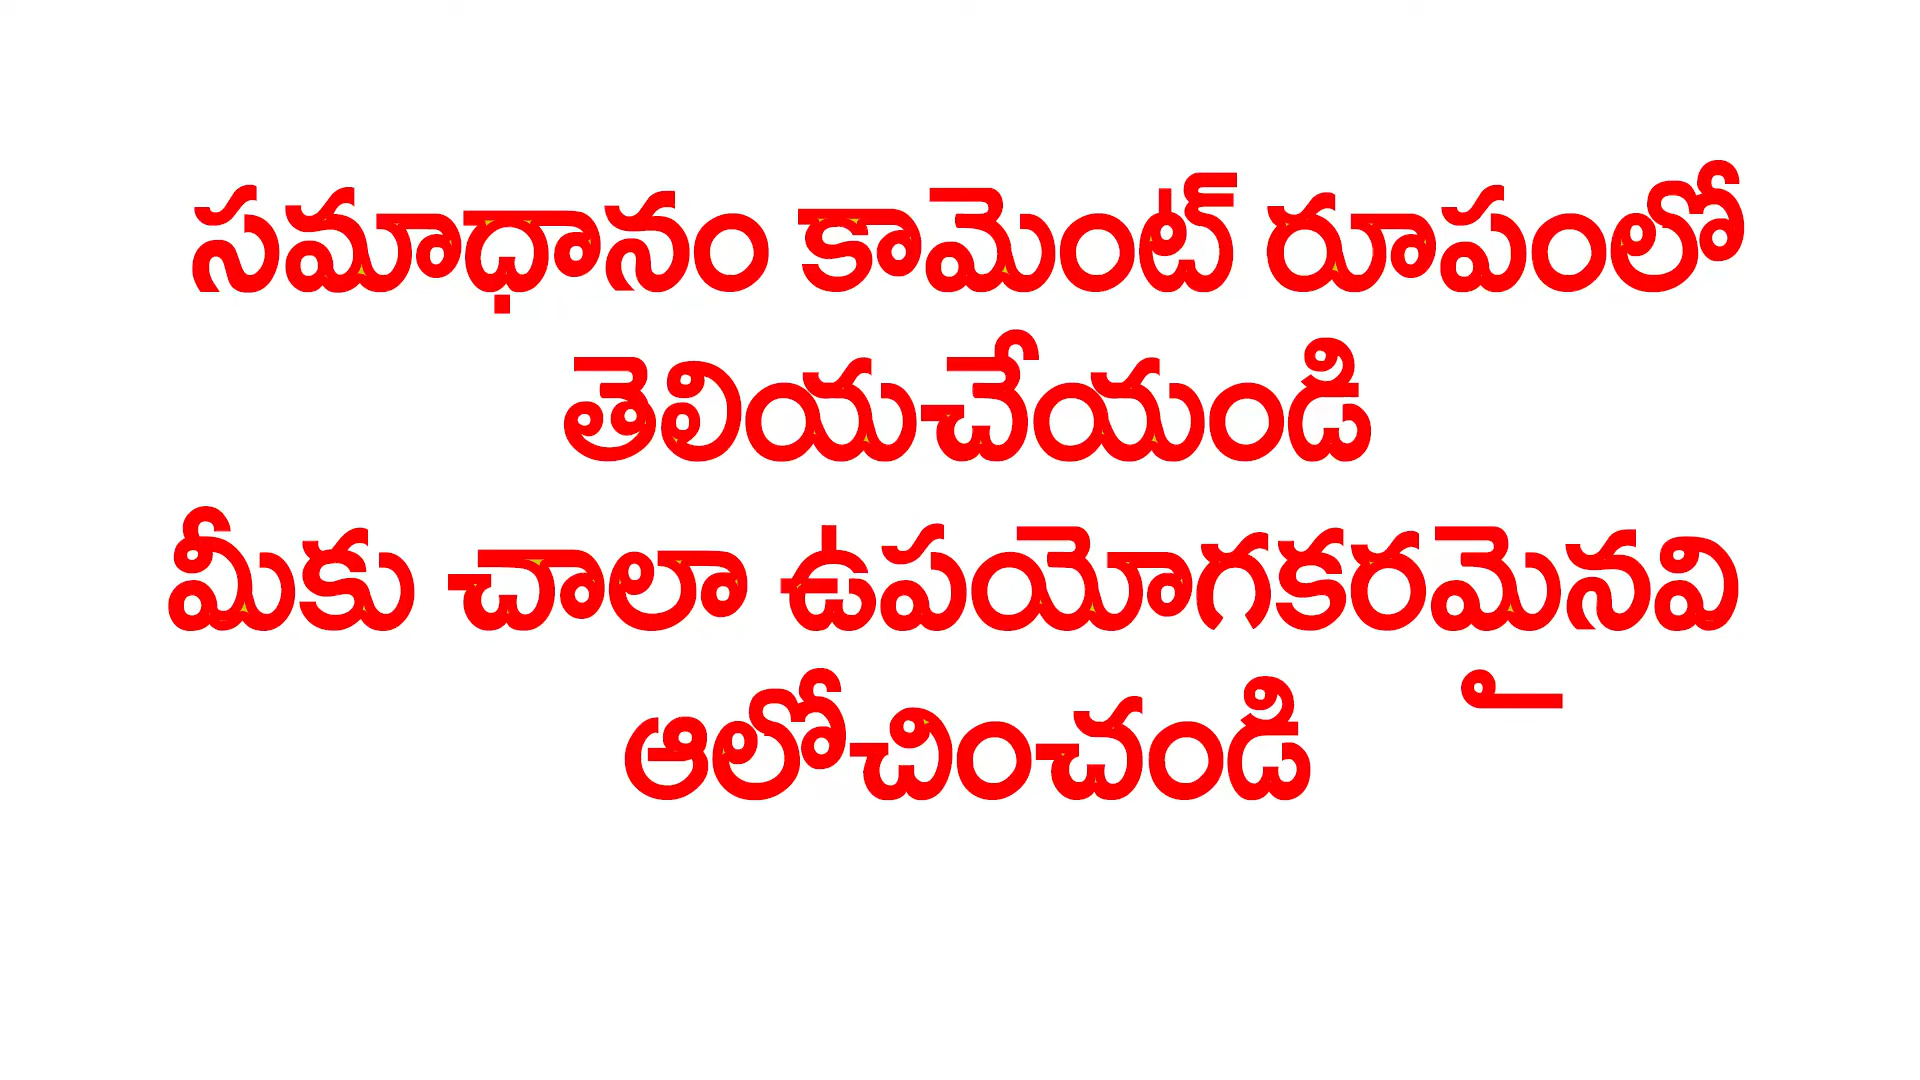 సమాధానం కామెంట్ రూపంలో
తెలియచేయండి
మీకు చాలా ఉపయోగకరమైనవి
ఆలోచించండి